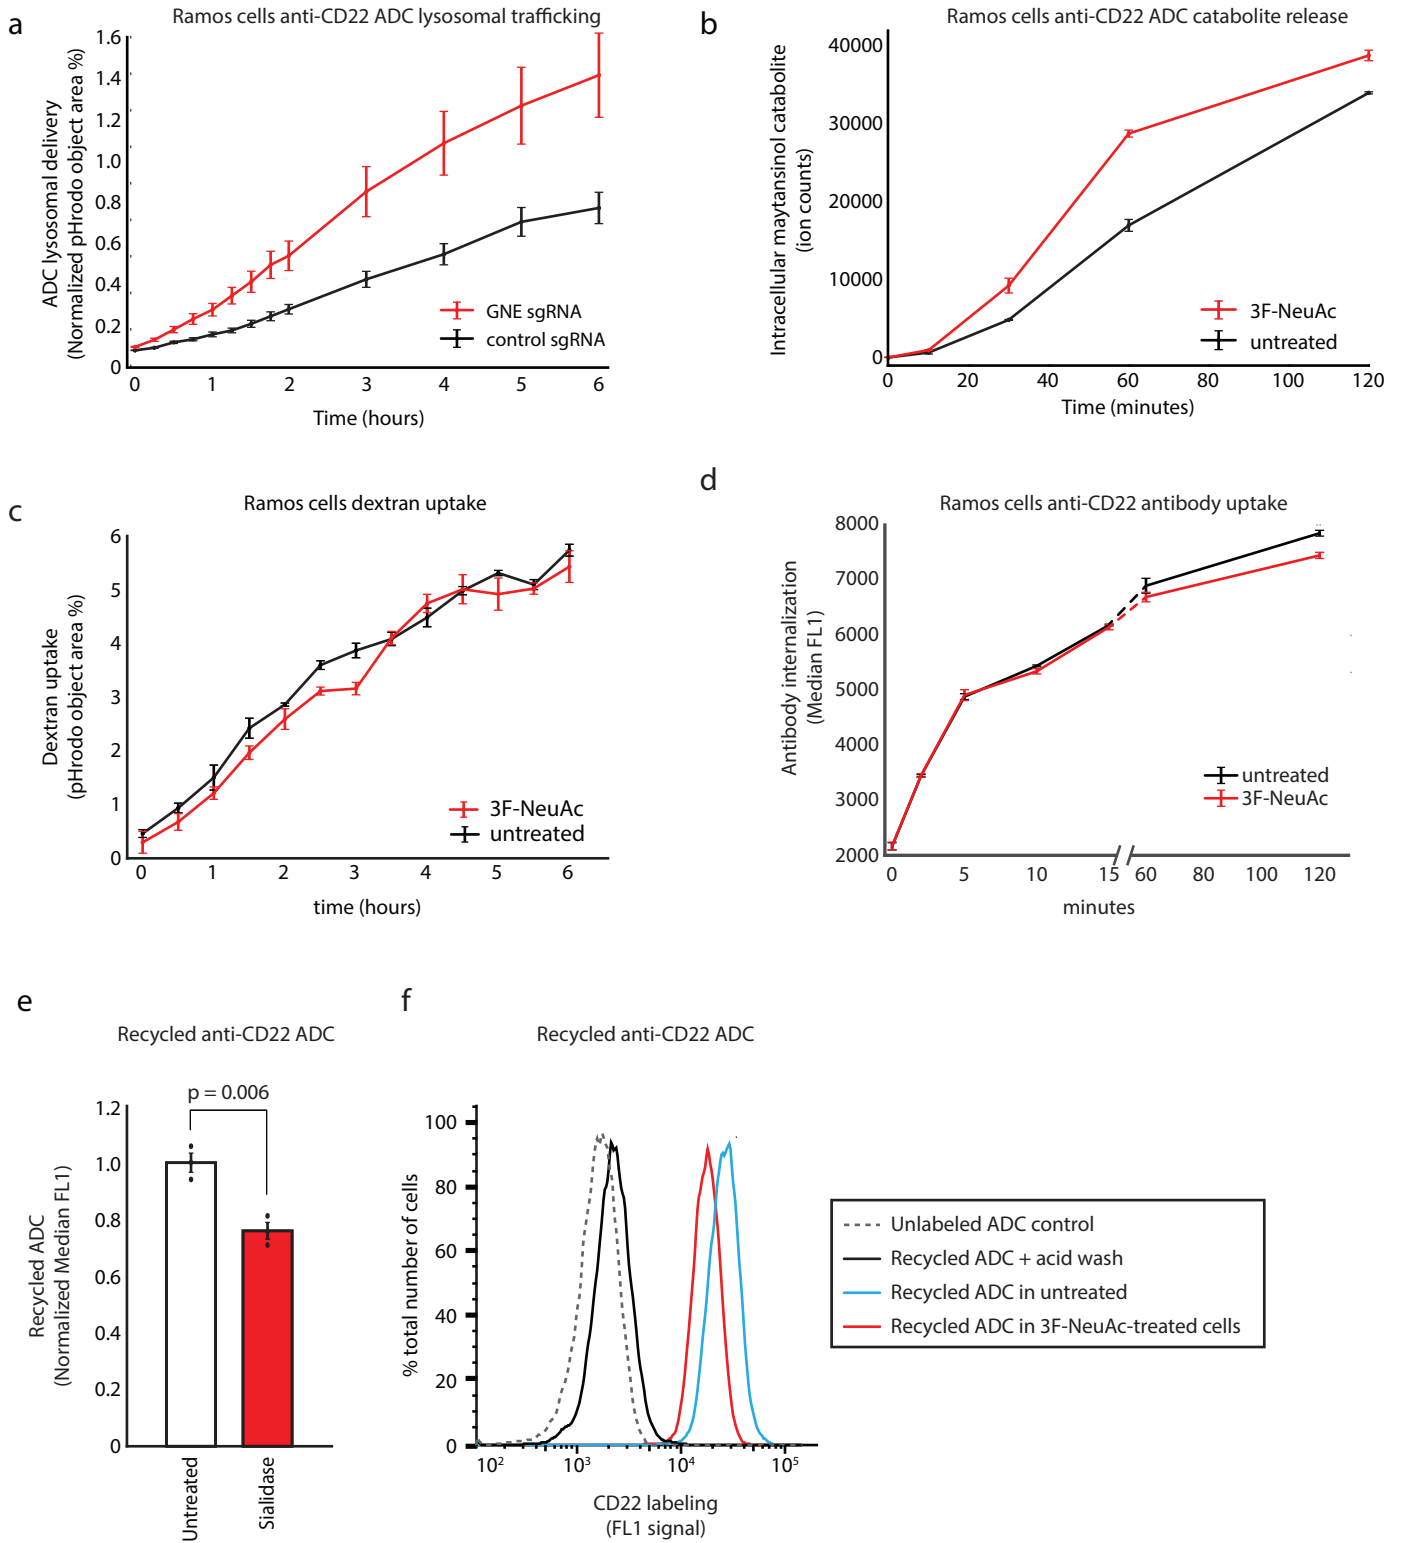 a
Ramos cells anti-CD22 ADC lysosomal trafficking
ADC lysosomal delivery
(Normalized pHrodo object area %)
1.6
1.4
1.2
1.0
0.8
0.6
0.4
0.2
0
GNE sgRNA
control sgRNA
0 1 2 3 4 5 6
Time (hours)
b
Ramos cells anti-CD22 ADC catabolite release
Intracellular maytansinol catabolite
(ion counts)
40000
30000
20000
10000
0
3F-NeuAc
untreated
0 20 40 60 80 100 120
Time (minutes)
c
Ramos cells dextran uptake
Dextran uptake
(pHrodo object area %)
6
5
4
3
2
1
0
3F-NeuAc
untreated
0 1 2 3 4 5 6
time (hours)
d
Ramos cells anti-CD22 antibody uptake
Antibody internalization
(Median FL1)
8000
7000
6000
5000
4000
3000
2000
untreated
3F-NeuAc
0 5 10 15 60 80 100 120
minutes
e
Recycled anti-CD22 ADC
p = 0.006
Recycled ADC
(Normalized Median FL1)
1.2
1.0
0.8
0.6
0.4
0.2
0
Untreated
Sialidase
f
Recycled anti-CD22 ADC
% total number of cells
100
80
60
40
20
0
10² 10³ 10⁴ 10⁵
CD22 labeling
(FL1 signal)
Unlabeled ADC control
Recycled ADC + acid wash
Recycled ADC in untreated
Recycled ADC in 3F-NeuAc-treated cells